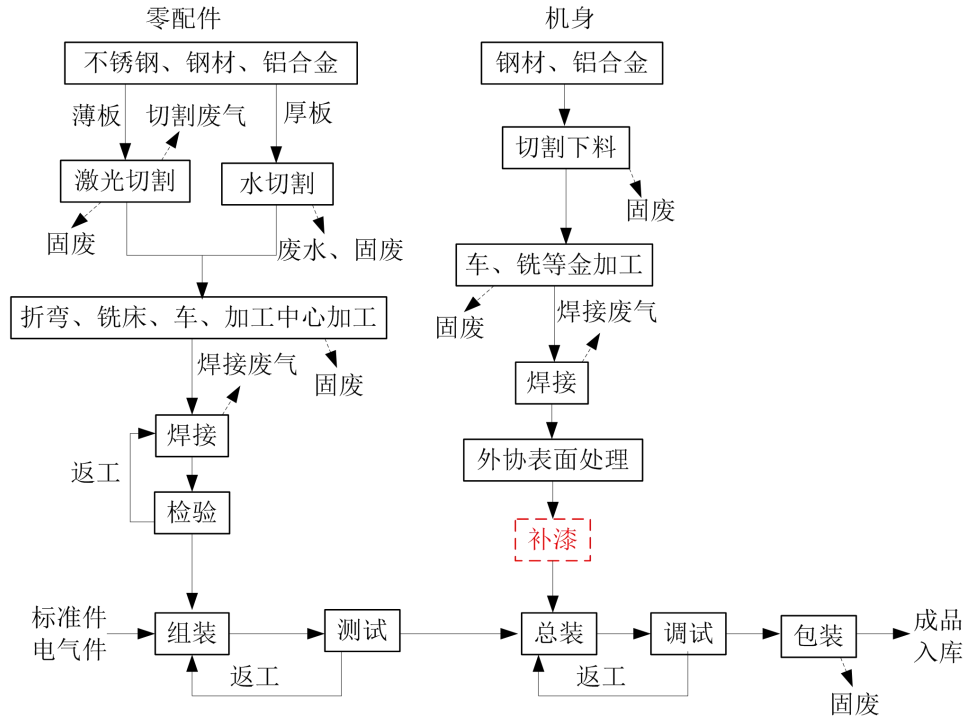 零配件
机身
不锈钢、钢材、铝合金
钢材、铝合金
薄板
切割废气
厚板
切割下料
激光切割
水切割
固废
固废
废水、固废
车、铣等金加工
折弯、铣床、车、加工中心加工
固废
焊接废气
焊接废气
固废
焊接
焊接
外协表面处理
返工
检验
补漆
标准件
电气件
组装
测试
总装
调试
包装
成品
入库
返工
返工
固废